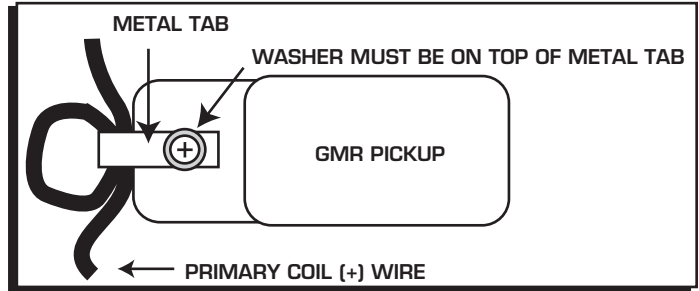 METAL TAB
WASHER MUST BE ON TOP OF METAL TAB
GMR PICKUP
PRIMARY COIL (+) WIRE